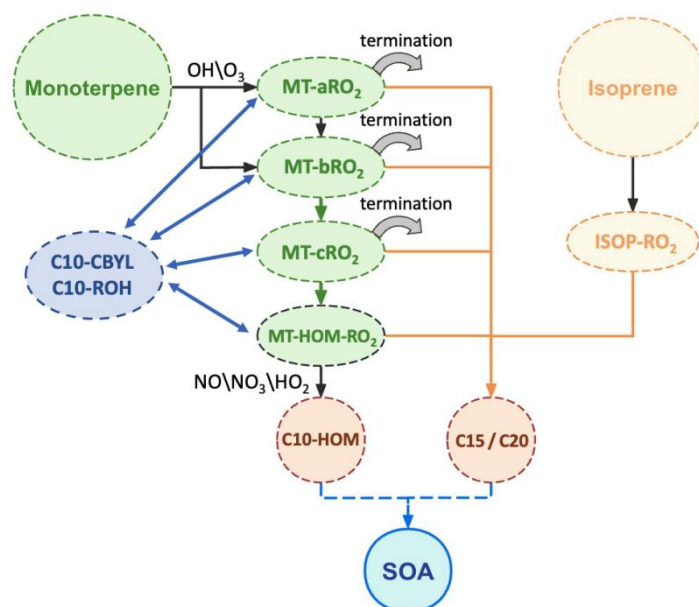 termination
OH\O₃
Monoterpene
MT-aRO₂
Isoprene
termination
MT-bRO₂
termination
C10-CBYL
C10-ROH
MT-cRO₂
ISOP-RO₂
MT-HOM-RO₂
NO\NO₃\HO₂
C10-HOM
C15 / C20
SOA